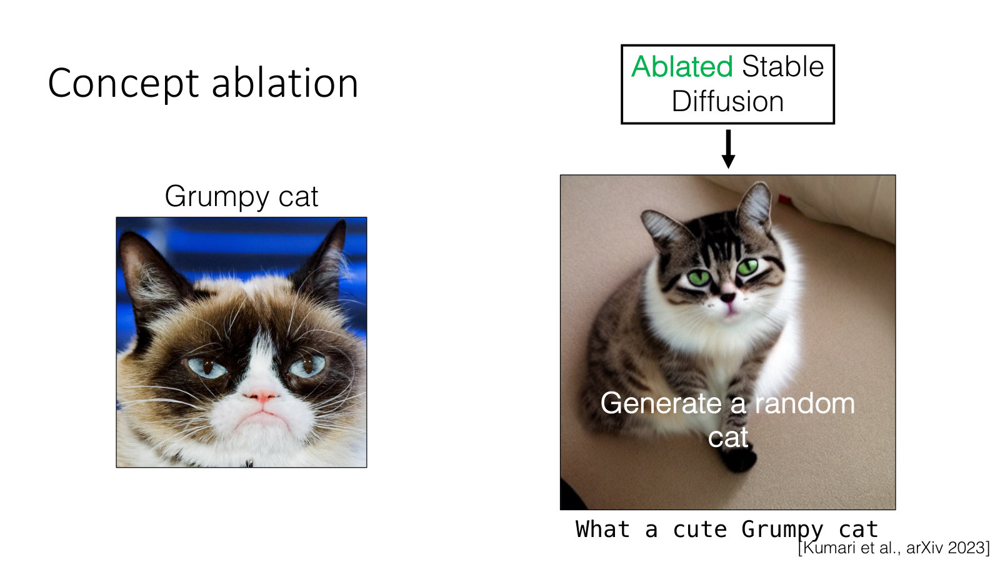 Concept ablation
Ablated Stable
Diffusion
Grumpy cat
Generate a random
cat
What a cute Grumpy cat
[Kumari et al., arXiv 2023]